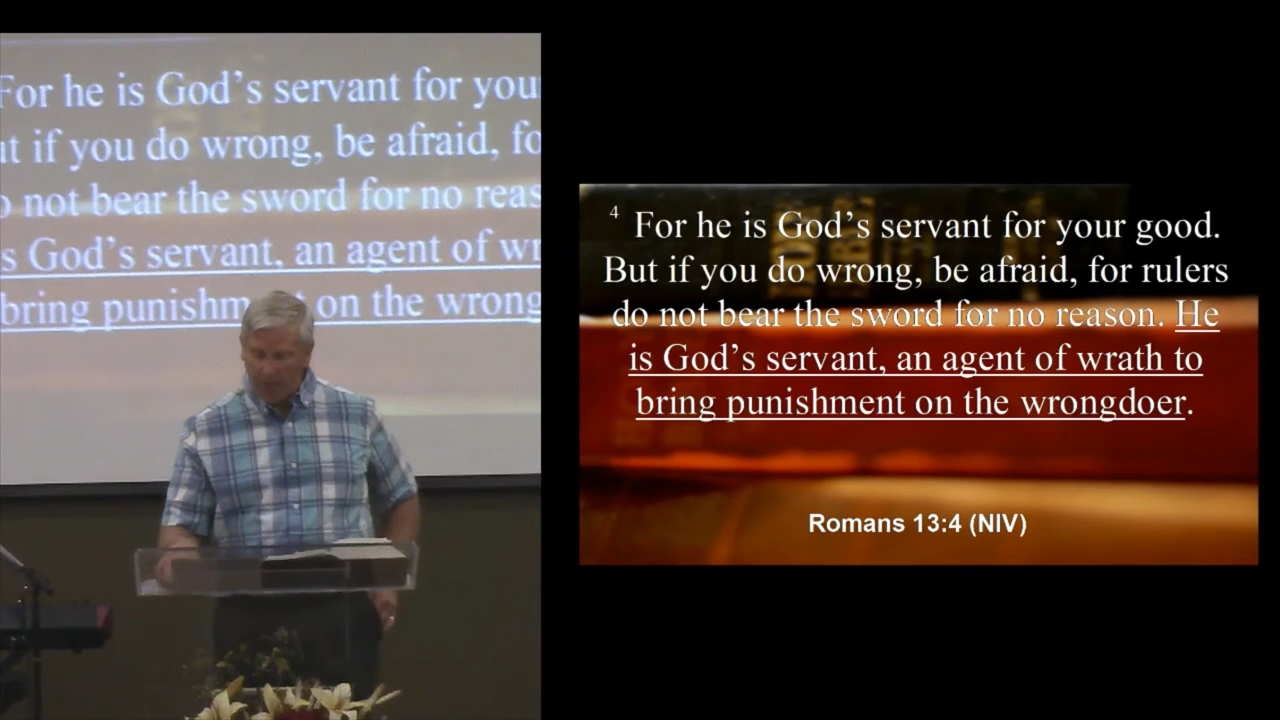 For he is God's servant for you
t if you do wrong, be afraid, fo
o not bear the sword for no reas
s God's servant, an agent of wr
bring punishm t on the wrong
4 For he is God's servant for your good.
But if you do wrong, be afraid, for rulers
do not bear the sword for no reason. He
is God's servant, an agent of wrath to
bring punishment on the wrongdoer.
Romans 13:4 (NIV)